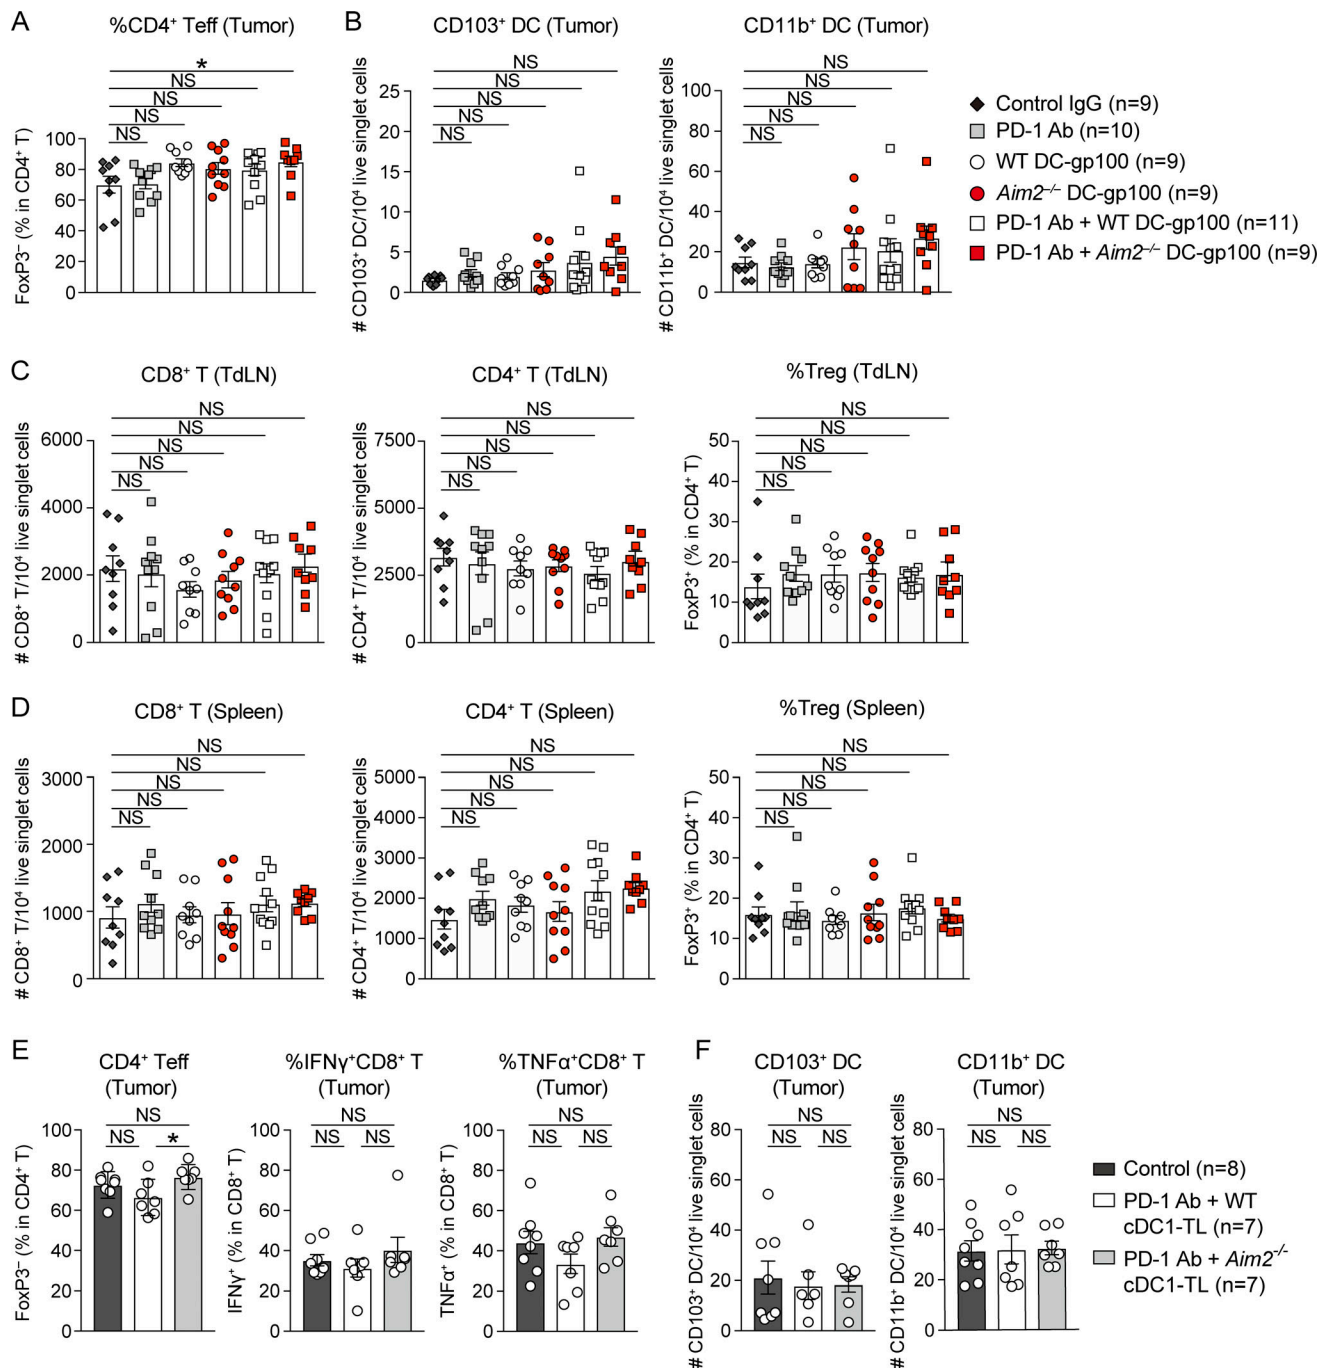 A
%CD4⁺ Teff (Tumor)
*
NS
NS
NS
NS
FoxP3⁻ (% in CD4⁺ T)
100
80
60
40
20
0
B
CD103⁺ DC (Tumor)
NS
NS
NS
NS
NS
# CD103⁺ DC/10⁴ live singlet cells
25
20
15
10
5
0
CD11b⁺ DC (Tumor)
NS
NS
NS
NS
NS
# CD11b⁺ DC/10⁴ live singlet cells
100
80
60
40
20
0
Control IgG (n=9)
PD-1 Ab (n=10)
WT DC-gp100 (n=9)
Aim2⁻/⁻ DC-gp100 (n=9)
PD-1 Ab + WT DC-gp100 (n=11)
PD-1 Ab + Aim2⁻/⁻ DC-gp100 (n=9)
C
CD8⁺ T (TdLN)
NS
NS
NS
NS
NS
# CD8⁺ T/10⁴ live singlet cells
6000
4000
2000
0
CD4⁺ T (TdLN)
NS
NS
NS
NS
NS
# CD4⁺ T/10⁴ live singlet cells
7500
5000
2500
0
%Treg (TdLN)
NS
NS
NS
NS
NS
FoxP3⁺ (% in CD4⁺ T)
50
40
30
20
10
0
D
CD8⁺ T (Spleen)
NS
NS
NS
NS
NS
# CD8⁺ T/10⁴ live singlet cells
3000
2000
1000
0
CD4⁺ T (Spleen)
NS
NS
NS
NS
NS
# CD4⁺ T/10⁴ live singlet cells
5000
4000
3000
2000
1000
0
%Treg (Spleen)
NS
NS
NS
NS
NS
FoxP3⁺ (% in CD4⁺ T)
50
40
30
20
10
0
E
CD4⁺ Teff
(Tumor)
NS
NS
*
FoxP3⁻ (% in CD4⁺ T)
100
80
60
40
20
0
%IFNγ⁺CD8⁺ T
(Tumor)
NS
NS
NS
IFNγ⁺ (% in CD8⁺ T)
100
80
60
40
20
0
%TNFα⁺CD8⁺ T
(Tumor)
NS
NS
NS
TNFα⁺ (% in CD8⁺ T)
100
80
60
40
20
0
F
CD103⁺ DC
(Tumor)
NS
NS
NS
# CD103⁺ DC/10⁴ live singlet cells
80
60
40
20
0
CD11b⁺ DC
(Tumor)
NS
NS
NS
# CD11b⁺ DC/10⁴ live singlet cells
80
60
40
20
0
Control (n=8)
PD-1 Ab + WT
cDC1-TL (n=7)
PD-1 Ab + Aim2⁻/⁻
cDC1-TL (n=7)